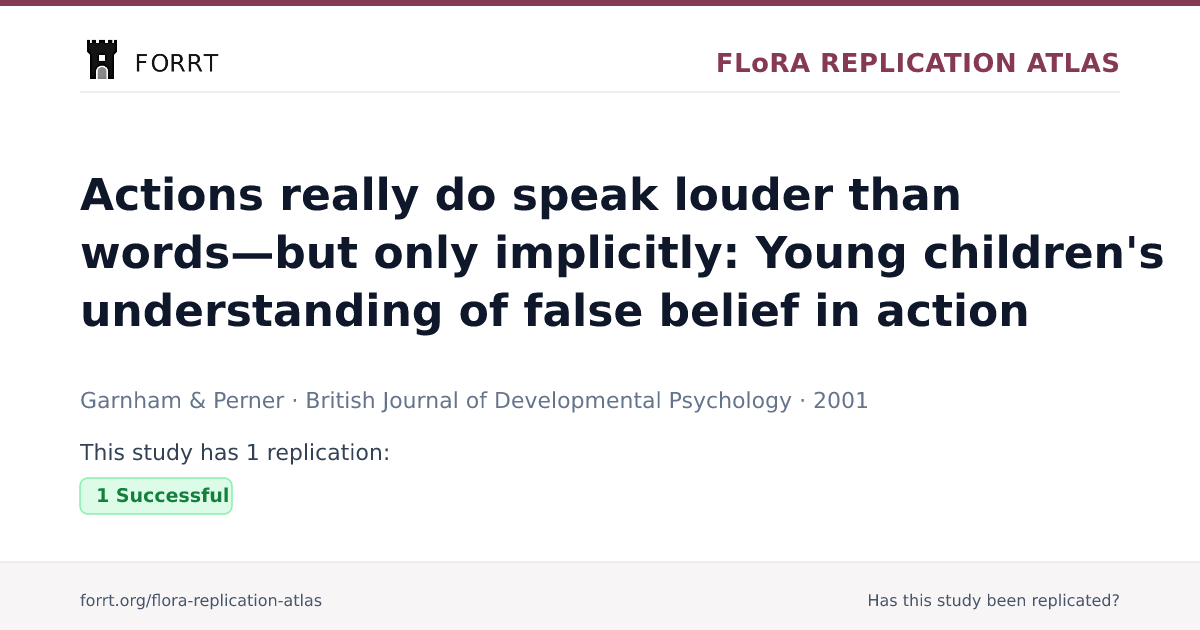 FORRT
FLoRA REPLICATION ATLAS
Actions really do speak louder than
words—but only implicitly: Young children's
understanding of false belief in action
Garnham & Perner · British Journal of Developmental Psychology · 2001
This study has 1 replication:
1 Successful
forrt.org/flora-replication-atlas
Has this study been replicated?